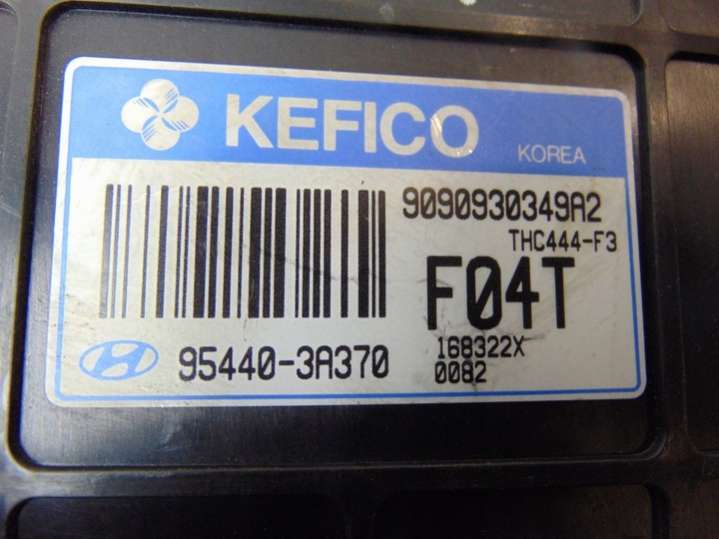 KEFICO
KOREA
9090930349A2
THC444-F3
F04T
168322X
0082
95440-3A370